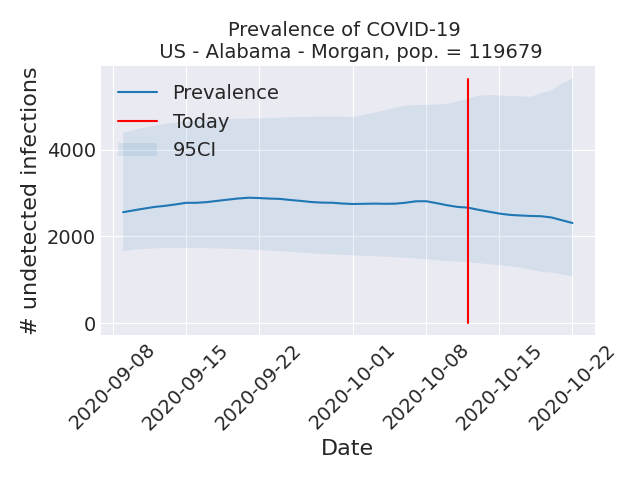 Prevalence of COVID-19
US - Alabama - Morgan, pop. = 119679
Prevalence
Today
95CI
# undetected infections
4000
2000
0
2020-09-08
2020-09-15
2020-09-22
2020-10-01
2020-10-08
2020-10-15
2020-10-22
Date